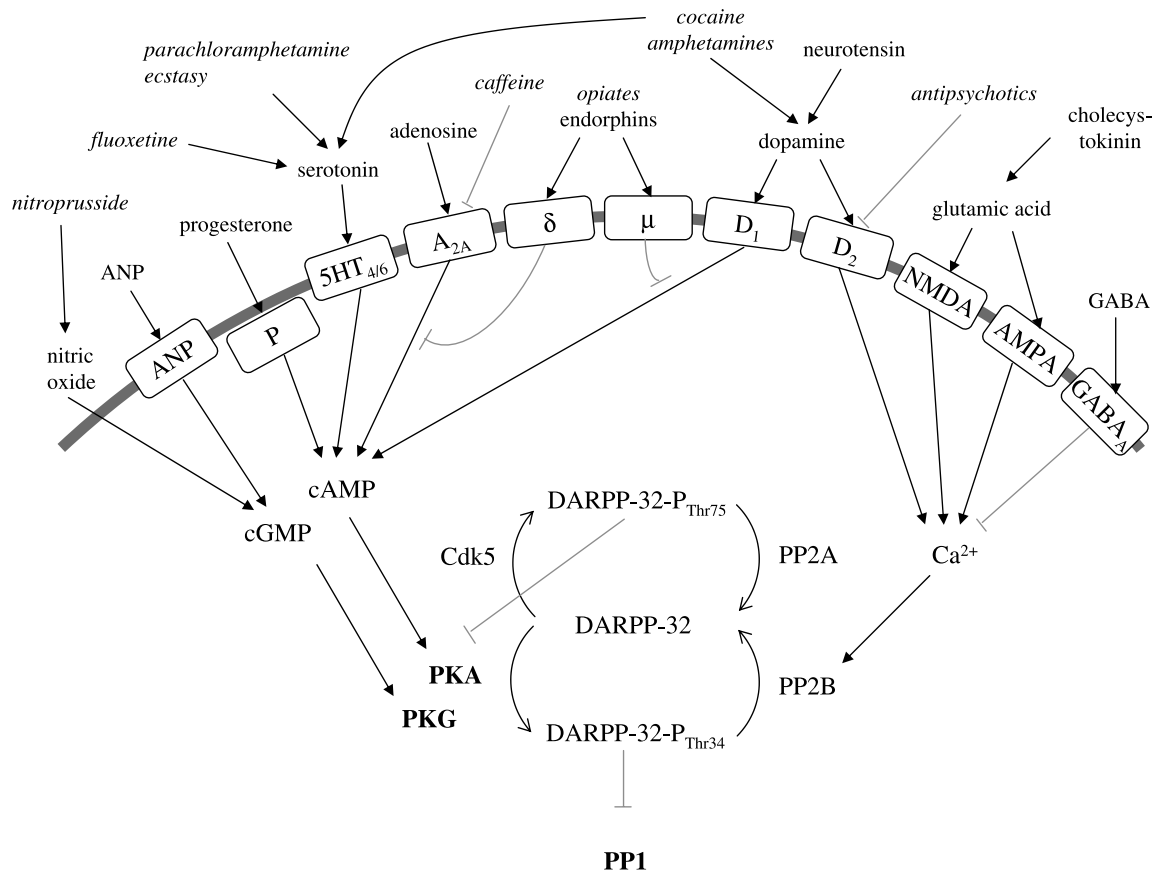 cocaine
amphetamines
parachloramphetamine
ecstasy
neurotensin
caffeine
opiates
endorphins
antipsychotics
cholecys-
tokinin
fluoxetine
adenosine
dopamine
serotonin
nitroprusside
progesterone
glutamic acid
ANP
GABA
nitric
oxide
ANP
P
5HT4/6
A2A
δ
μ
D1
D2
NMDA
AMPA
GABAA
cAMP
cGMP
DARPP-32-PThr75
Cdk5
PP2A
Ca2+
DARPP-32
PKA
PP2B
PKG
DARPP-32-PThr34
PP1